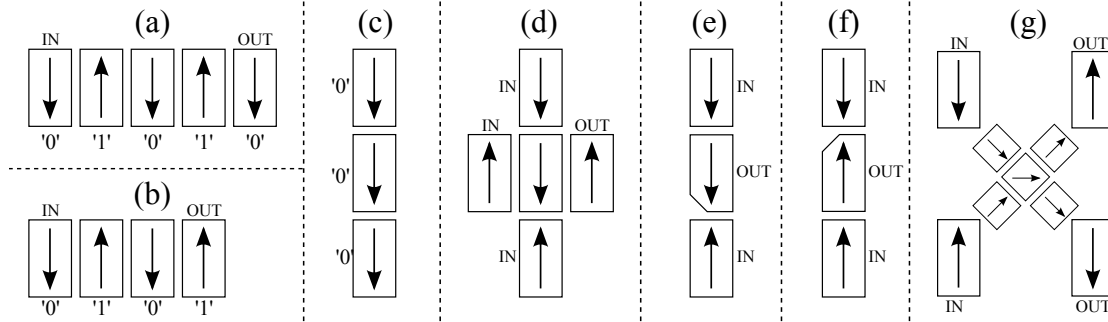 (a)
IN OUT
'0' '1' '0' '1' '0'
(b)
IN OUT
'0' '1' '0' '1'
(c)
'0'
'0'
'0'
(d)
IN
IN OUT
IN
(e)
IN
OUT
IN
(f)
IN
OUT
IN
(g)
IN OUT
IN OUT